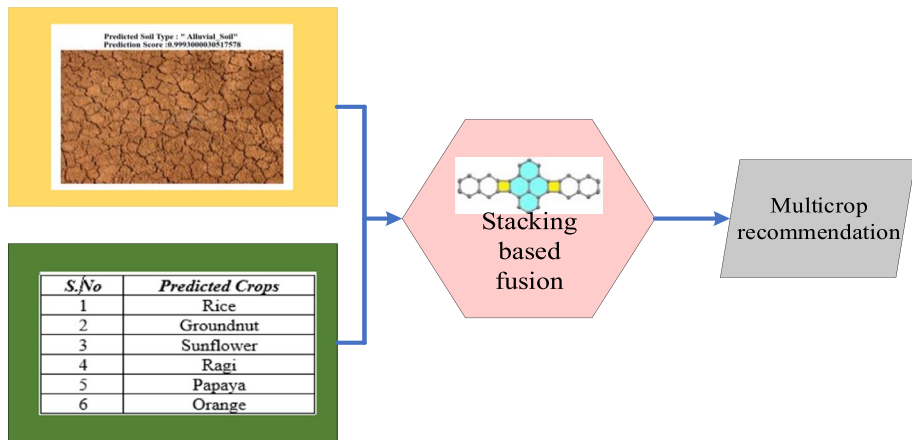 Predicted Soil Type : " Alluvial_Soil"
Prediction Score :0.9993000030517578
S.No Predicted Crops
1 Rice
2 Groundnut
3 Sunflower
4 Ragi
5 Papaya
6 Orange
Stacking
based
fusion
Multicrop
recommendation